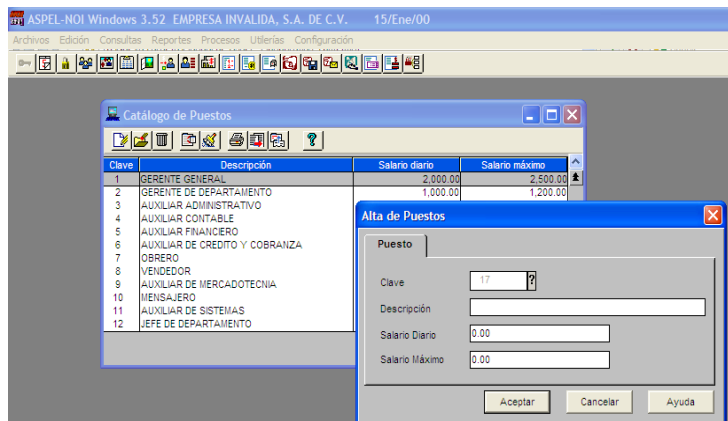 ASPEL-NOI Windows 3.52 EMPRESA INVALIDA, S.A. DE C.V. 15/Ene/00
Archivos Edición Consultas Reportes Procesos Utilerías Configuración
Catálogo de Puestos
?
Clave Descripción Salario diario Salario máximo
1 GERENTE GENERAL 2,000.00 2,500.00
2 GERENTE DE DEPARTAMENTO 1,000.00 1,200.00
3 AUXILIAR ADMINISTRATIVO
4 AUXILIAR CONTABLE
5 AUXILIAR FINANCIERO
6 AUXILIAR DE CREDITO Y COBRANZA
7 OBRERO
8 VENDEDOR
9 AUXILIAR DE MERCADOTECNIA
10 MENSAJERO
11 AUXILIAR DE SISTEMAS
12 JEFE DE DEPARTAMENTO
Alta de Puestos
Puesto
Clave 17 ?
Descripción
Salario Diario 0.00
Salario Máximo 0.00
Aceptar Cancelar Ayuda